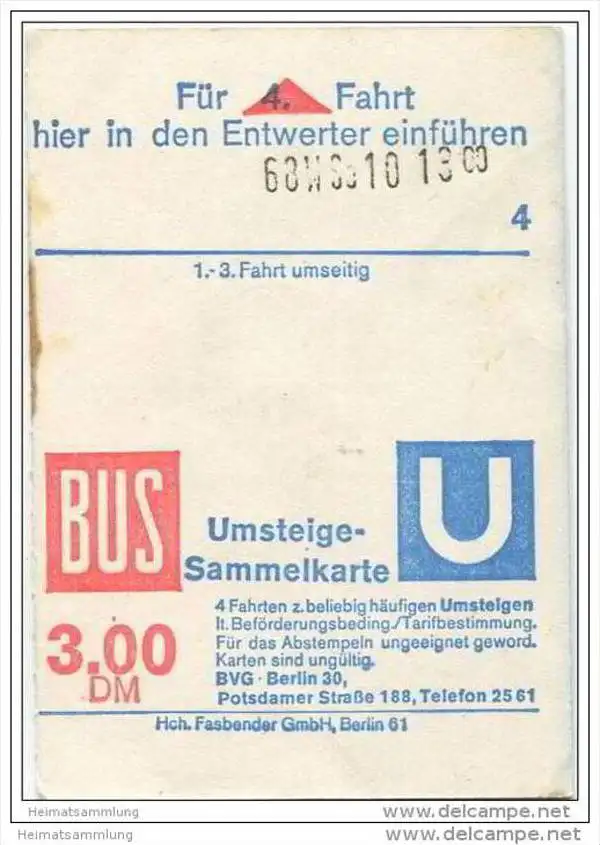 Für 4. Fahrt
hier in den Entwerter einführen
4
1.-3. Fahrt umseitig
BUS
U
Umsteige-
Sammelkarte
3.00
DM
4 Fahrten z. beliebig häufigen Umsteigen
lt. Beförderungsbeding./Tarifbestimmung.
Für das Abstempeln ungeeignet geword.
Karten sind ungültig.
BVG · Berlin 30,
Potsdamer Straße 188, Telefon 25 61
Hch. Fasbender GmbH, Berlin 61
Heimatsammlung
delcampe.net
Heimatsammlung
delcampe.net